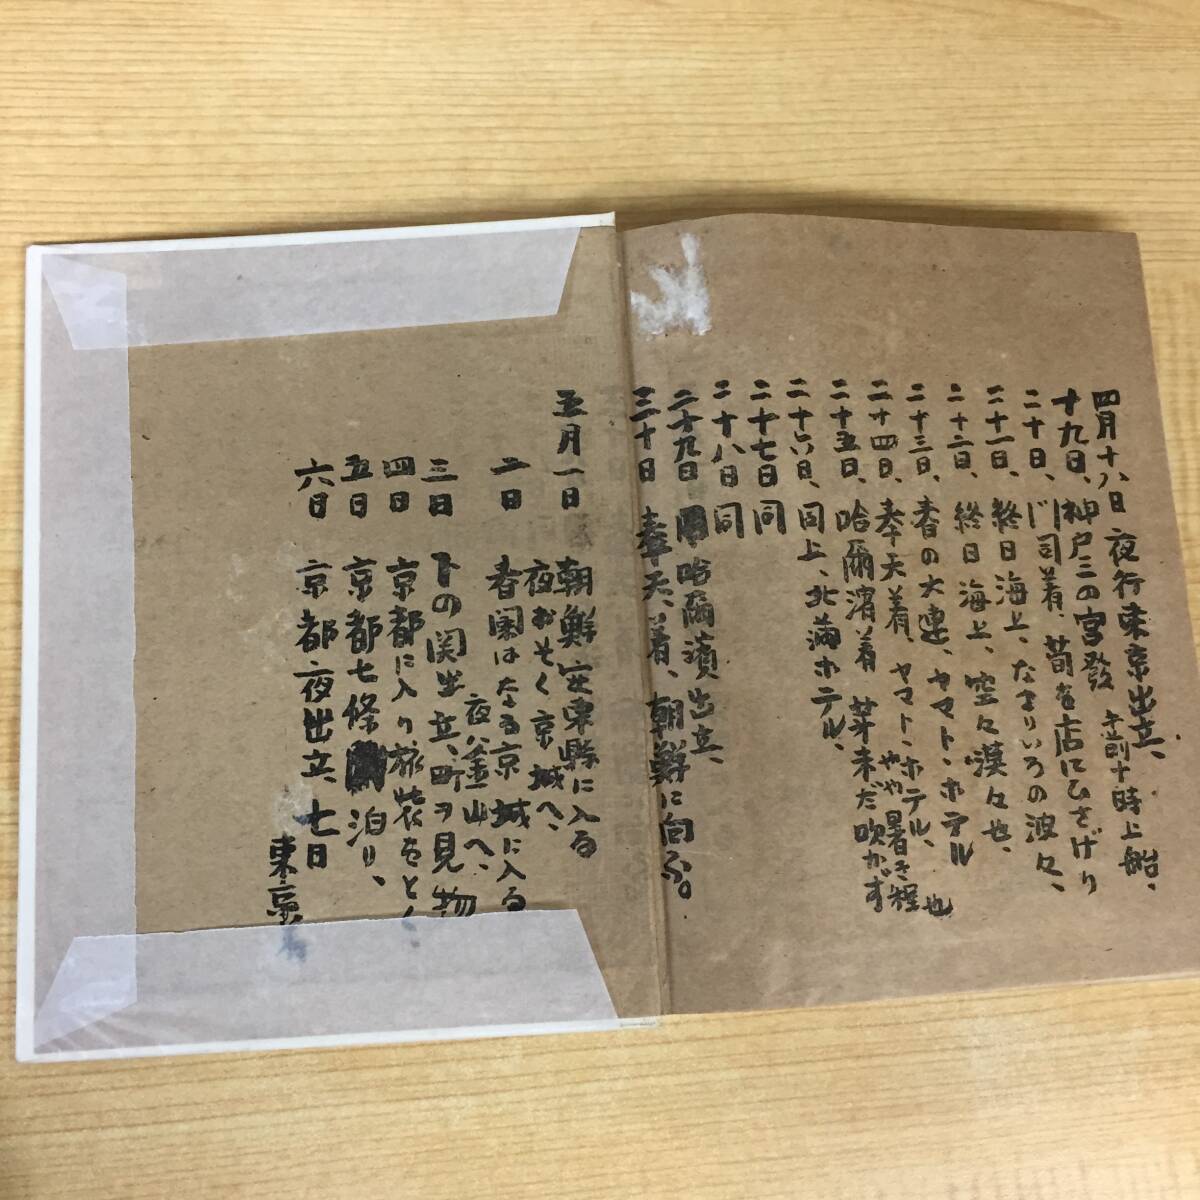 四月十八日 夜行東京出立、
十九日、神戸三の宮發 午前十時上船、
二十日、門司着、筍を店にひさげり
二十一日、終日海上、なまりいろの波々、
二十二日、終日海上、空々漠々也、
二十三日、春の大連、ヤマト・ホテル
二十四日、奉天着、ヤマト・ホテル、やや暑き程也
二十五日、哈爾濱着 芽未だ吹かず
二十六日、同上、北満ホテル、
二十七日 同
二十八日 同
二十九日 哈爾濱出立、
三十日 奉天、着、朝鮮に向ふ。
五月一日 朝鮮安東縣に入る
夜おそく京城へ、
二日 春闌はなる京城に入る
夜釜山へ、
三日 下の関出立、町ヲ見物
四日 京都に入り旅装をとく、
五日 京都七條 泊り、
六日 京都夜出立、七日
東京着